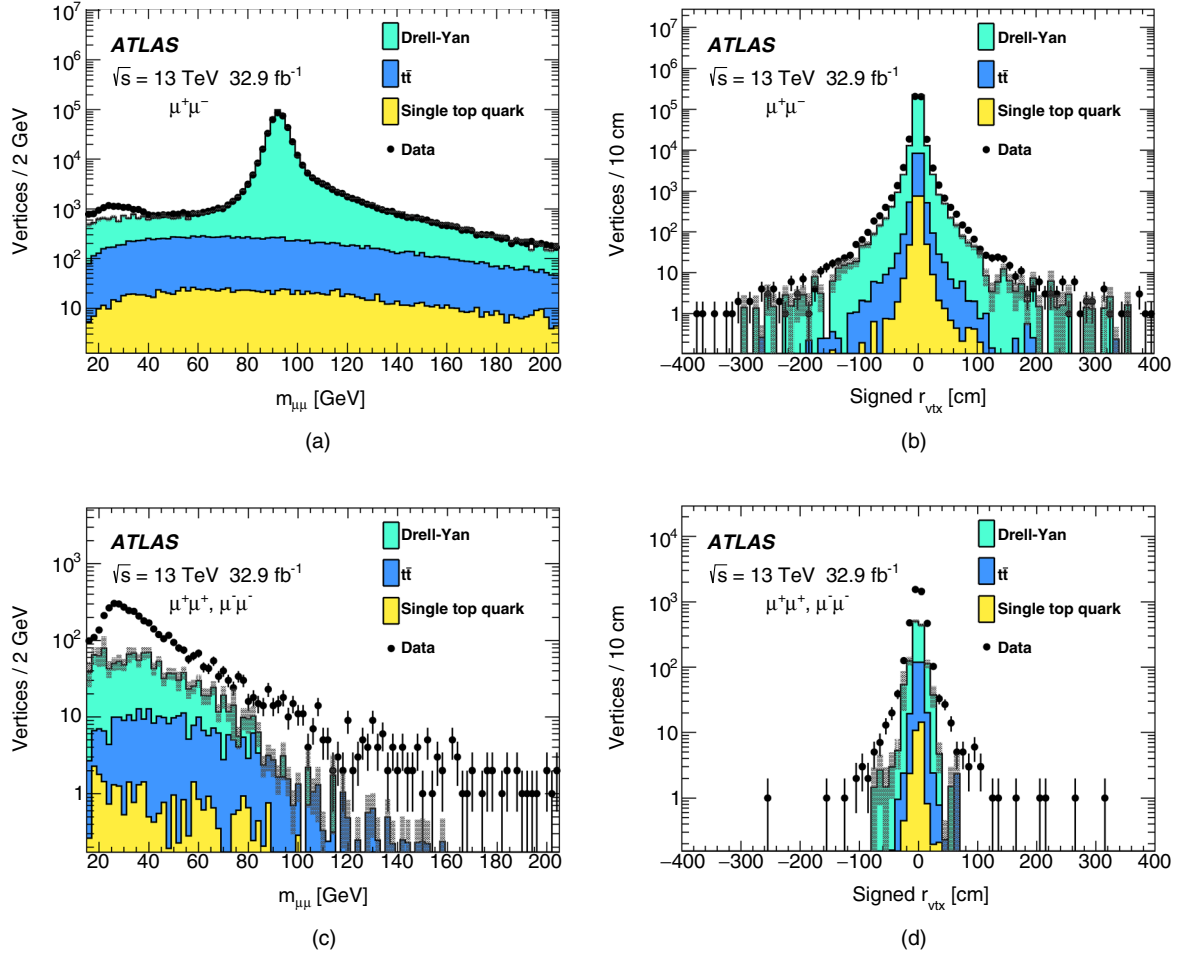 ATLAS
√s = 13 TeV 32.9 fb⁻¹
μ⁺μ⁻
Drell-Yan
tt̄
Single top quark
Data
Vertices / 2 GeV
10⁷
10⁶
10⁵
10⁴
10³
10²
10
1
20 40 60 80 100 120 140 160 180 200
m_μμ [GeV]
(a)
ATLAS
√s = 13 TeV 32.9 fb⁻¹
μ⁺μ⁻
Drell-Yan
tt̄
Single top quark
Data
Vertices / 10 cm
10⁷
10⁶
10⁵
10⁴
10³
10²
10
1
−400 −300 −200 −100 0 100 200 300 400
Signed r_vtx [cm]
(b)
ATLAS
√s = 13 TeV 32.9 fb⁻¹
μ⁺μ⁺, μ⁻μ⁻
Drell-Yan
tt̄
Single top quark
Data
Vertices / 2 GeV
10³
10²
10
1
20 40 60 80 100 120 140 160 180 200
m_μμ [GeV]
(c)
ATLAS
√s = 13 TeV 32.9 fb⁻¹
μ⁺μ⁺, μ⁻μ⁻
Drell-Yan
tt̄
Single top quark
Data
Vertices / 10 cm
10⁴
10³
10²
10
1
−400 −300 −200 −100 0 100 200 300 400
Signed r_vtx [cm]
(d)